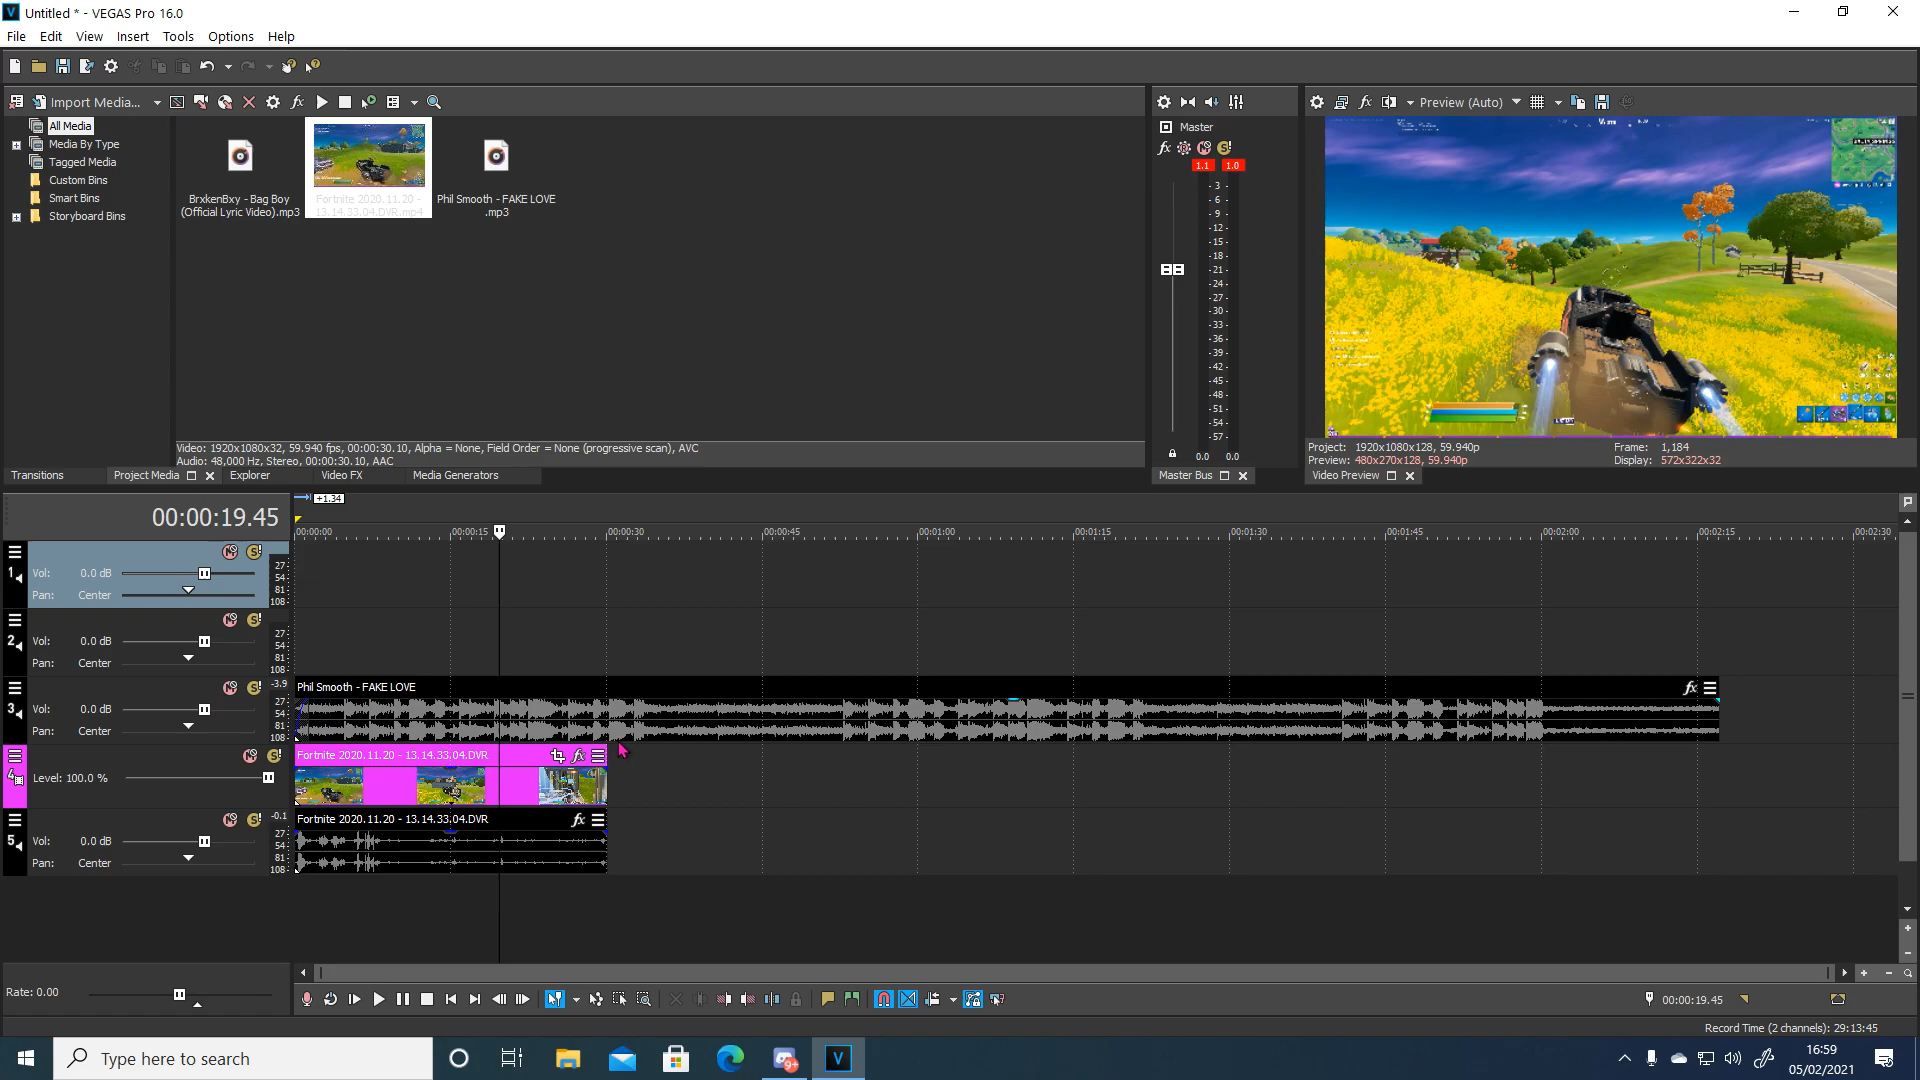 Untitled * - VEGAS Pro 16.0
File Edit View Insert Tools Options Help
Import Media...
Preview (Auto)
All Media
Media By Type
Tagged Media
Custom Bins
Smart Bins
Storyboard Bins
BrxkenBxy - Bag Boy
(Official Lyric Video).mp3
Fortnite 2020.11.20 -
13.14.33.04.DVR.mp4
Phil Smooth - FAKE LOVE
.mp3
Master
1.1 1.0
- 3 -
- 6 -
- 9 -
- 12 -
- 15 -
- 18 -
- 21 -
- 24 -
- 27 -
- 30 -
- 33 -
- 36 -
- 39 -
- 42 -
- 45 -
- 48 -
- 51 -
- 54 -
- 57 -
0.0 0.0
Video: 1920x1080x32, 59.940 fps, 00:00:30.10, Alpha = None, Field Order = None (progressive scan), AVC
Audio: 48,000 Hz, Stereo, 00:00:30.10, AAC
Project: 1920x1080x128, 59.940p
Frame: 1,184
Preview: 480x270x128, 59.940p
Display: 572x322x32
Transitions Project Media Explorer Video FX Media Generators
Master Bus
Video Preview
+1.34
00:00:19.45
00:00:00 00:00:15 00:00:30 00:00:45 00:01:00 00:01:15 00:01:30 00:01:45 00:02:00 00:02:15 00:02:30
1
Vol: 0.0 dB
Pan: Center
27
54
81
108
2
Vol: 0.0 dB
Pan: Center
27
54
81
108
3
Vol: 0.0 dB
Pan: Center
-3.9
27
54
81
108
Phil Smooth - FAKE LOVE
fx
4
Level: 100.0 %
Fortnite 2020.11.20 - 13.14.33.04.DVR
fx
5
Vol: 0.0 dB
Pan: Center
-0.1
27
54
81
108
Fortnite 2020.11.20 - 13.14.33.04.DVR
fx
Rate: 0.00
00:00:19.45
Record Time (2 channels): 29:13:45
Type here to search
9+
V
16:59
05/02/2021